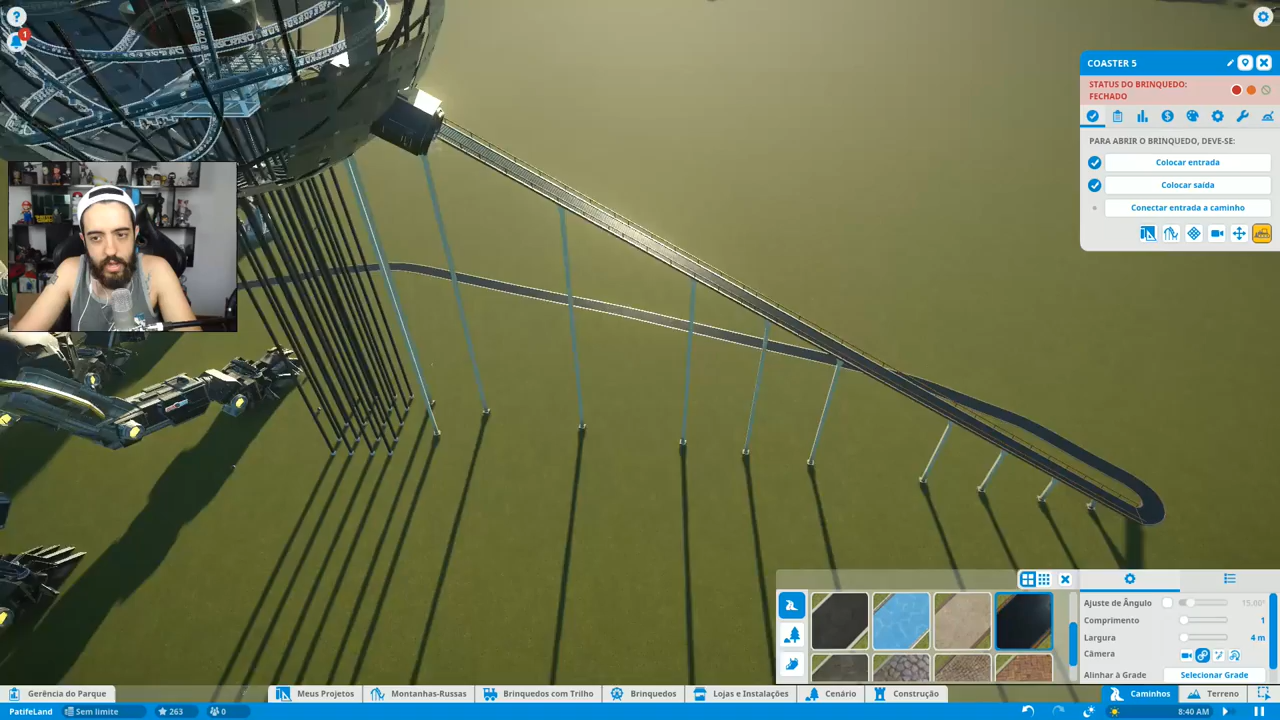 ?
1
COASTER 5
STATUS DO BRINQUEDO:
FECHADO
PARA ABRIR O BRINQUEDO, DEVE-SE:
Colocar entrada
Colocar saída
Conectar entrada a caminho
Ajuste de Ângulo 15.00°
Comprimento 1
Largura 4 m
Câmera
Alinhar à Grade Selecionar Grade
Gerência do Parque Meus Projetos Montanhas-Russas Brinquedos com Trilho Brinquedos Lojas e Instalações Cenário Construção Caminhos Terreno
PatifeLand Sem limite 263 0 8:40 AM